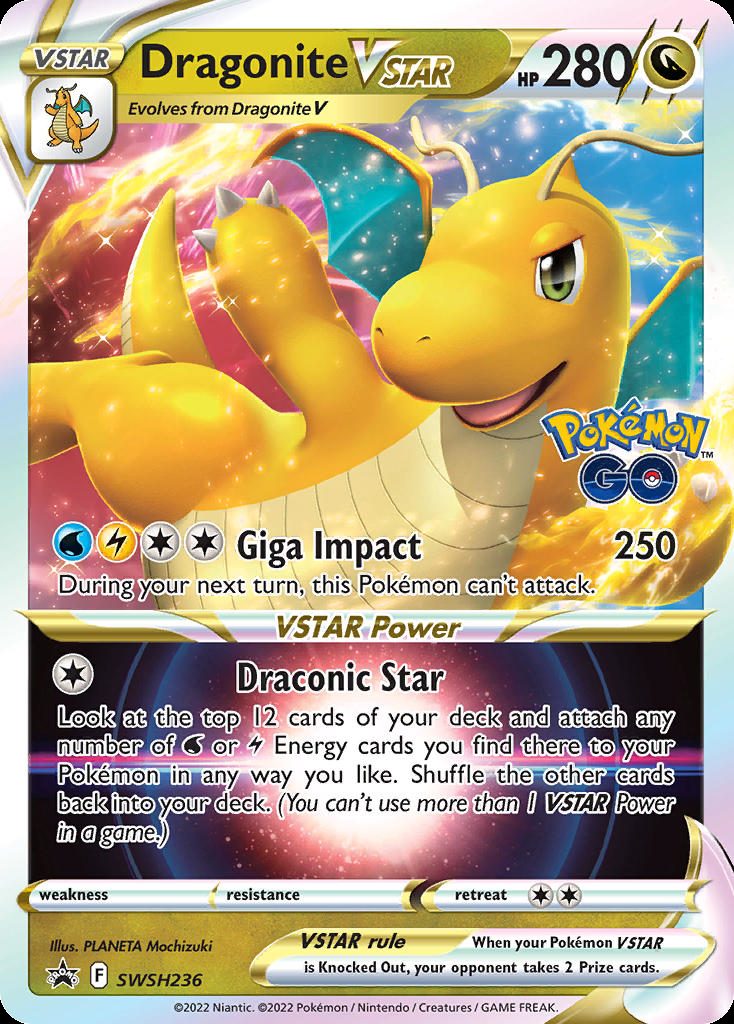 VSTAR
Dragonite VSTAR
HP 280
Evolves from Dragonite V
Pokémon GO™
Giga Impact 250
During your next turn, this Pokémon can't attack.
VSTAR Power
Draconic Star
Look at the top 12 cards of your deck and attach any
number of or Energy cards you find there to your
Pokémon in any way you like. Shuffle the other cards
back into your deck. (You can't use more than 1 VSTAR Power
in a game.)
weakness resistance retreat
Illus. PLANETA Mochizuki
VSTAR rule When your Pokémon VSTAR
is Knocked Out, your opponent takes 2 Prize cards.
PROMO F SWSH236
©2022 Niantic. ©2022 Pokémon / Nintendo / Creatures / GAME FREAK.